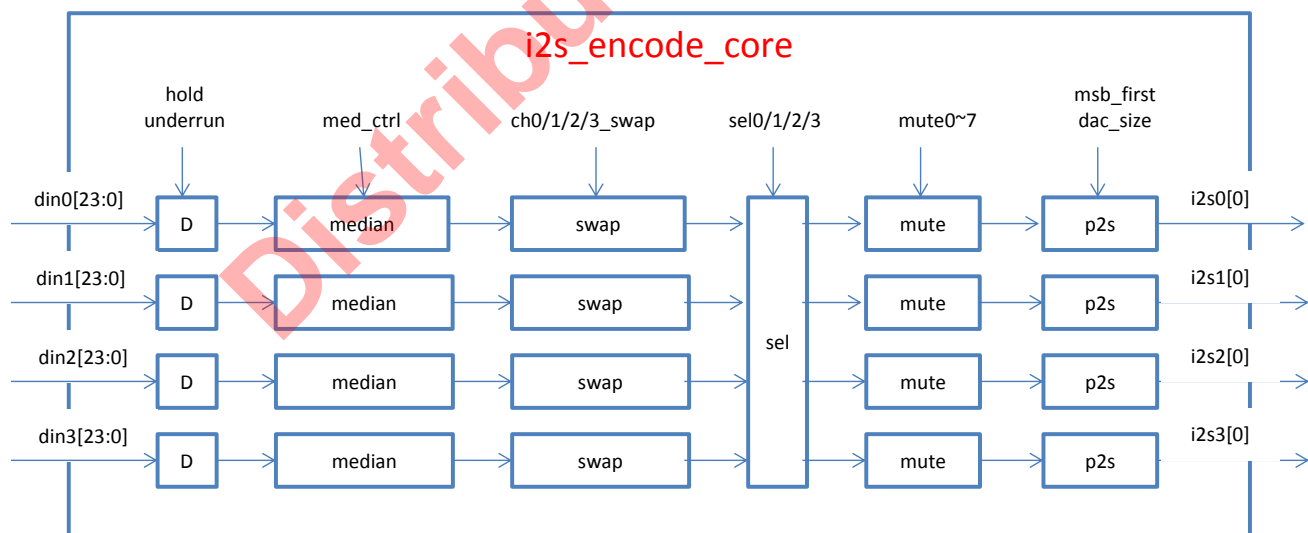 i2s_encode_core
hold
underrun
med_ctrl
ch0/1/2/3_swap
sel0/1/2/3
mute0~7
msb_first
dac_size
din0[23:0]
D
median
swap
mute
p2s
i2s0[0]
din1[23:0]
D
median
swap
mute
p2s
i2s1[0]
sel
din2[23:0]
D
median
swap
mute
p2s
i2s2[0]
din3[23:0]
D
median
swap
mute
p2s
i2s3[0]
Distribu